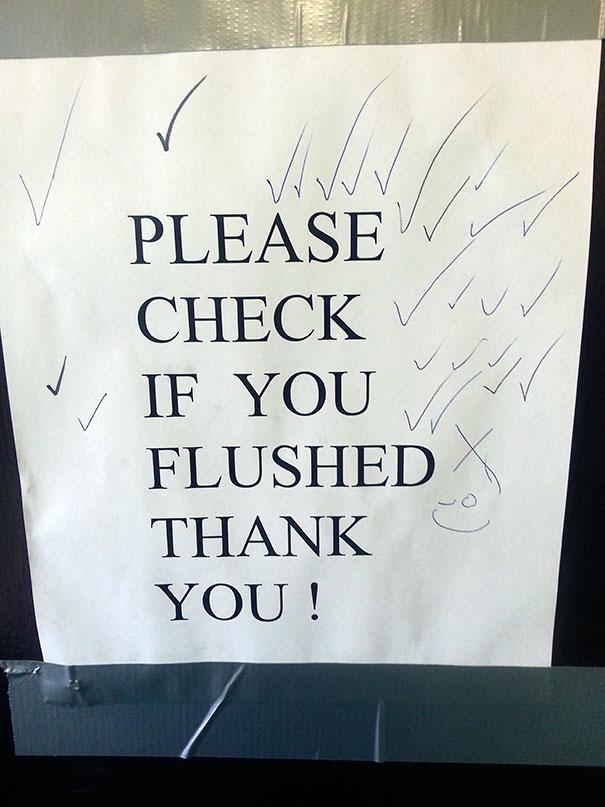 PLEASE
CHECK
IF YOU
FLUSHED
THANK
YOU !